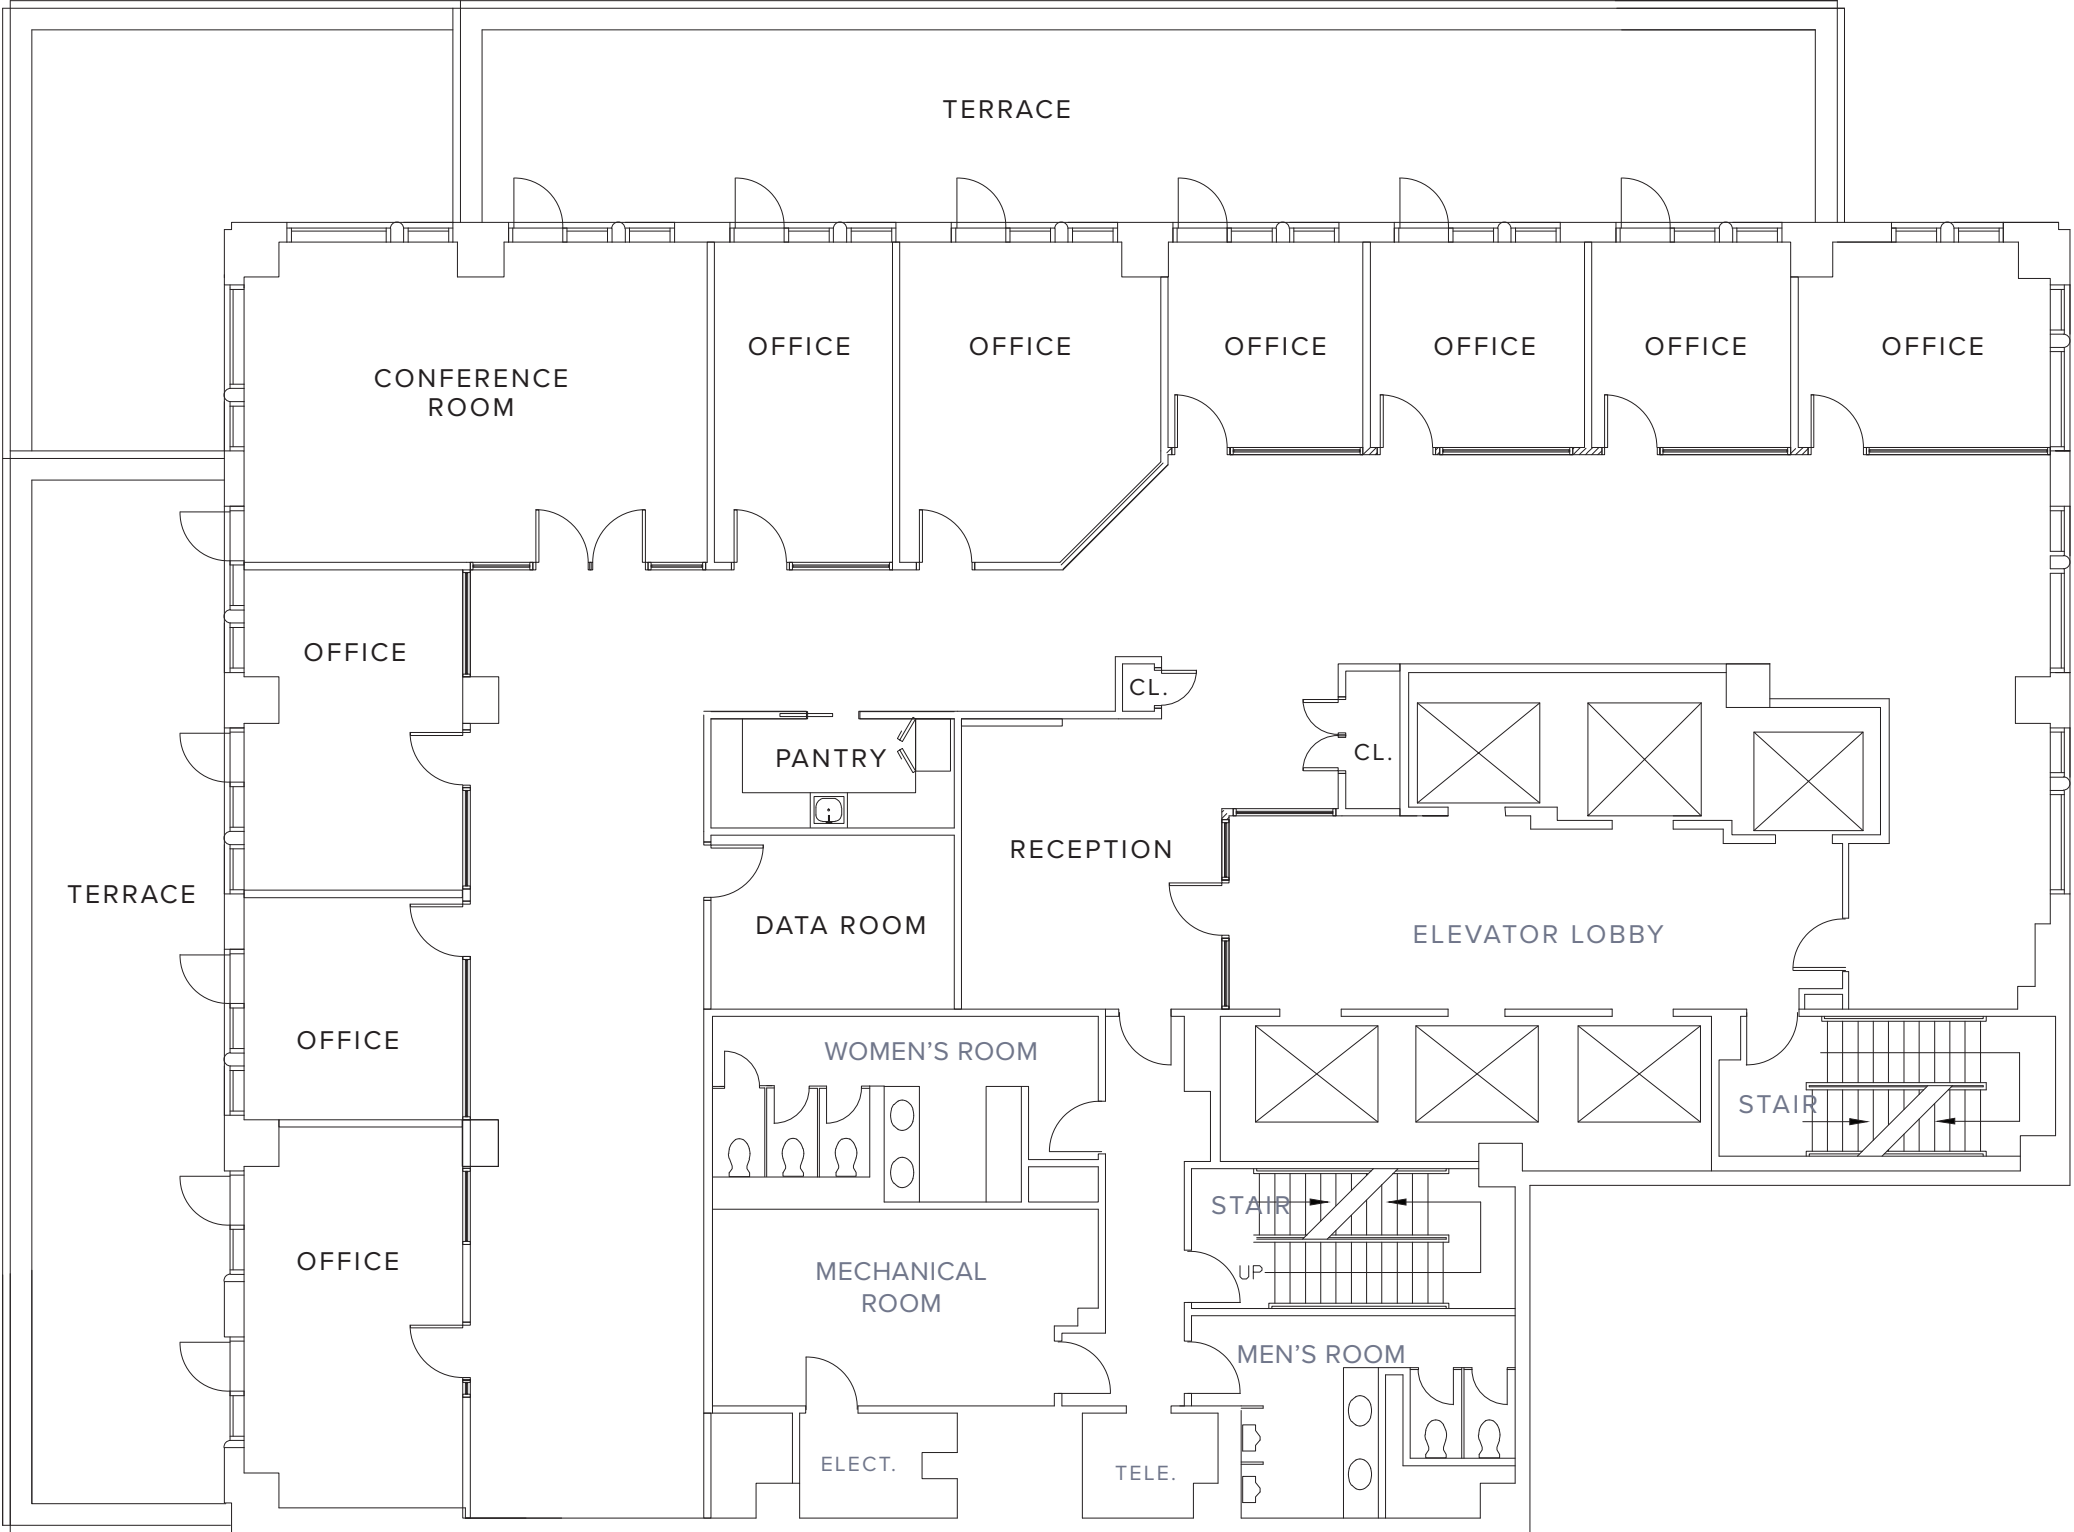 TERRACE
OFFICE
OFFICE
OFFICE
OFFICE
OFFICE
OFFICE
CONFERENCE
ROOM
OFFICE
CL.
CL.
PANTRY
RECEPTION
TERRACE
DATA ROOM
ELEVATOR LOBBY
OFFICE
WOMEN'S ROOM
STAIR
STAIR
OFFICE
MECHANICAL
ROOM
UP
MEN'S ROOM
ELECT.
TELE.